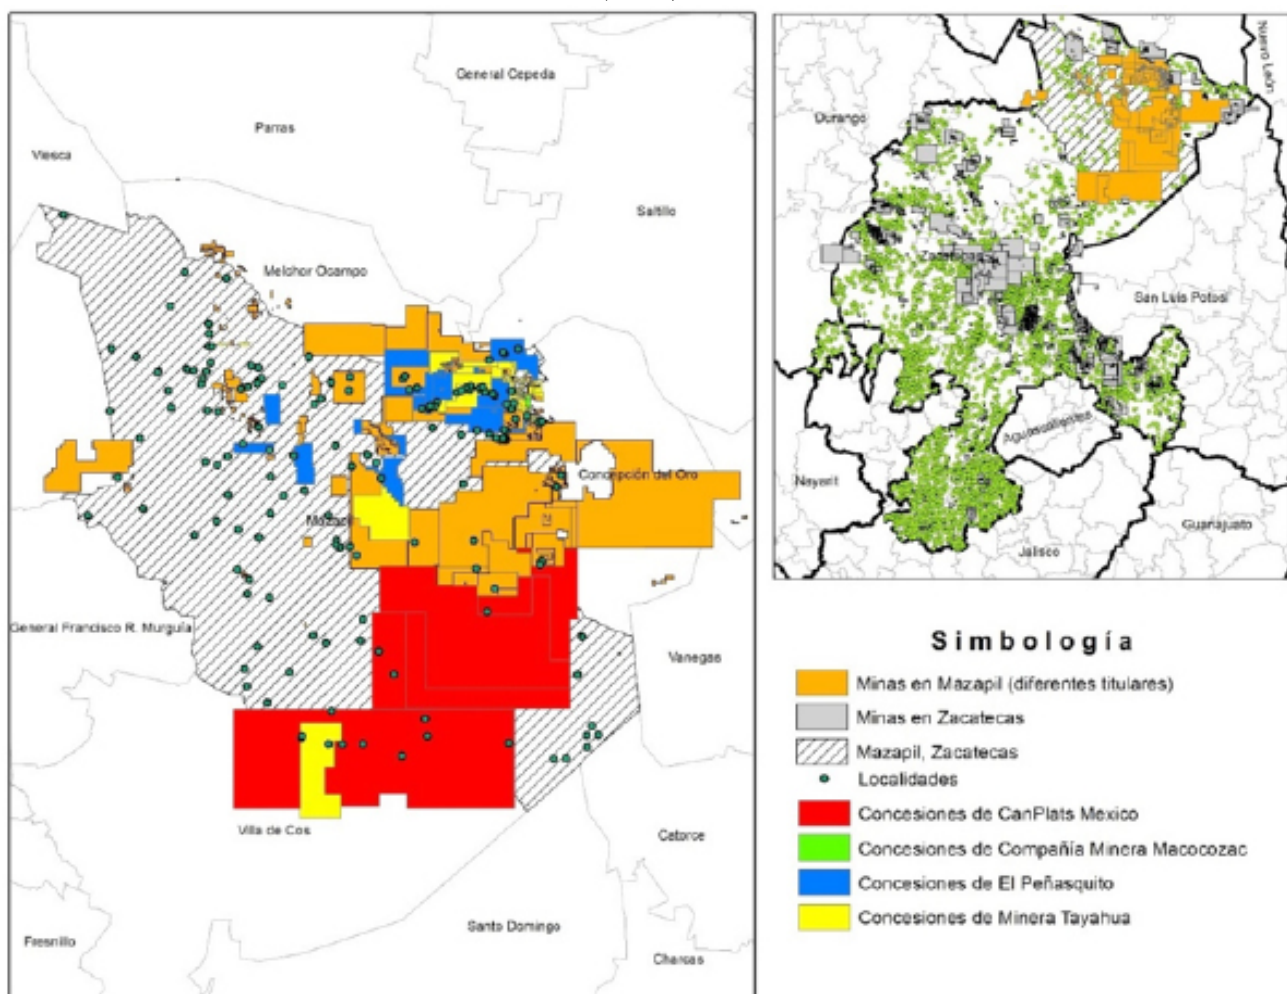 General Cepeda
Parras
Viesca
Saltillo
Melchor Ocampo
Concepción del Oro
Mazapil
General Francisco R. Murguía
Vanegas
Villa de Cos
Catorce
Santo Domingo
Fresnillo
Charcas
Nuevo León
Durango
Zacatecas
San Luis Potosí
Aguascalientes
Nayarit
Guanajuato
Jalisco
Simbología
Minas en Mazapil (diferentes titulares)
Minas en Zacatecas
Mazapil, Zacatecas
Localidades
Concesiones de CanPlats Mexico
Concesiones de Compañía Minera Macocozac
Concesiones de El Peñasquito
Concesiones de Minera Tayahua